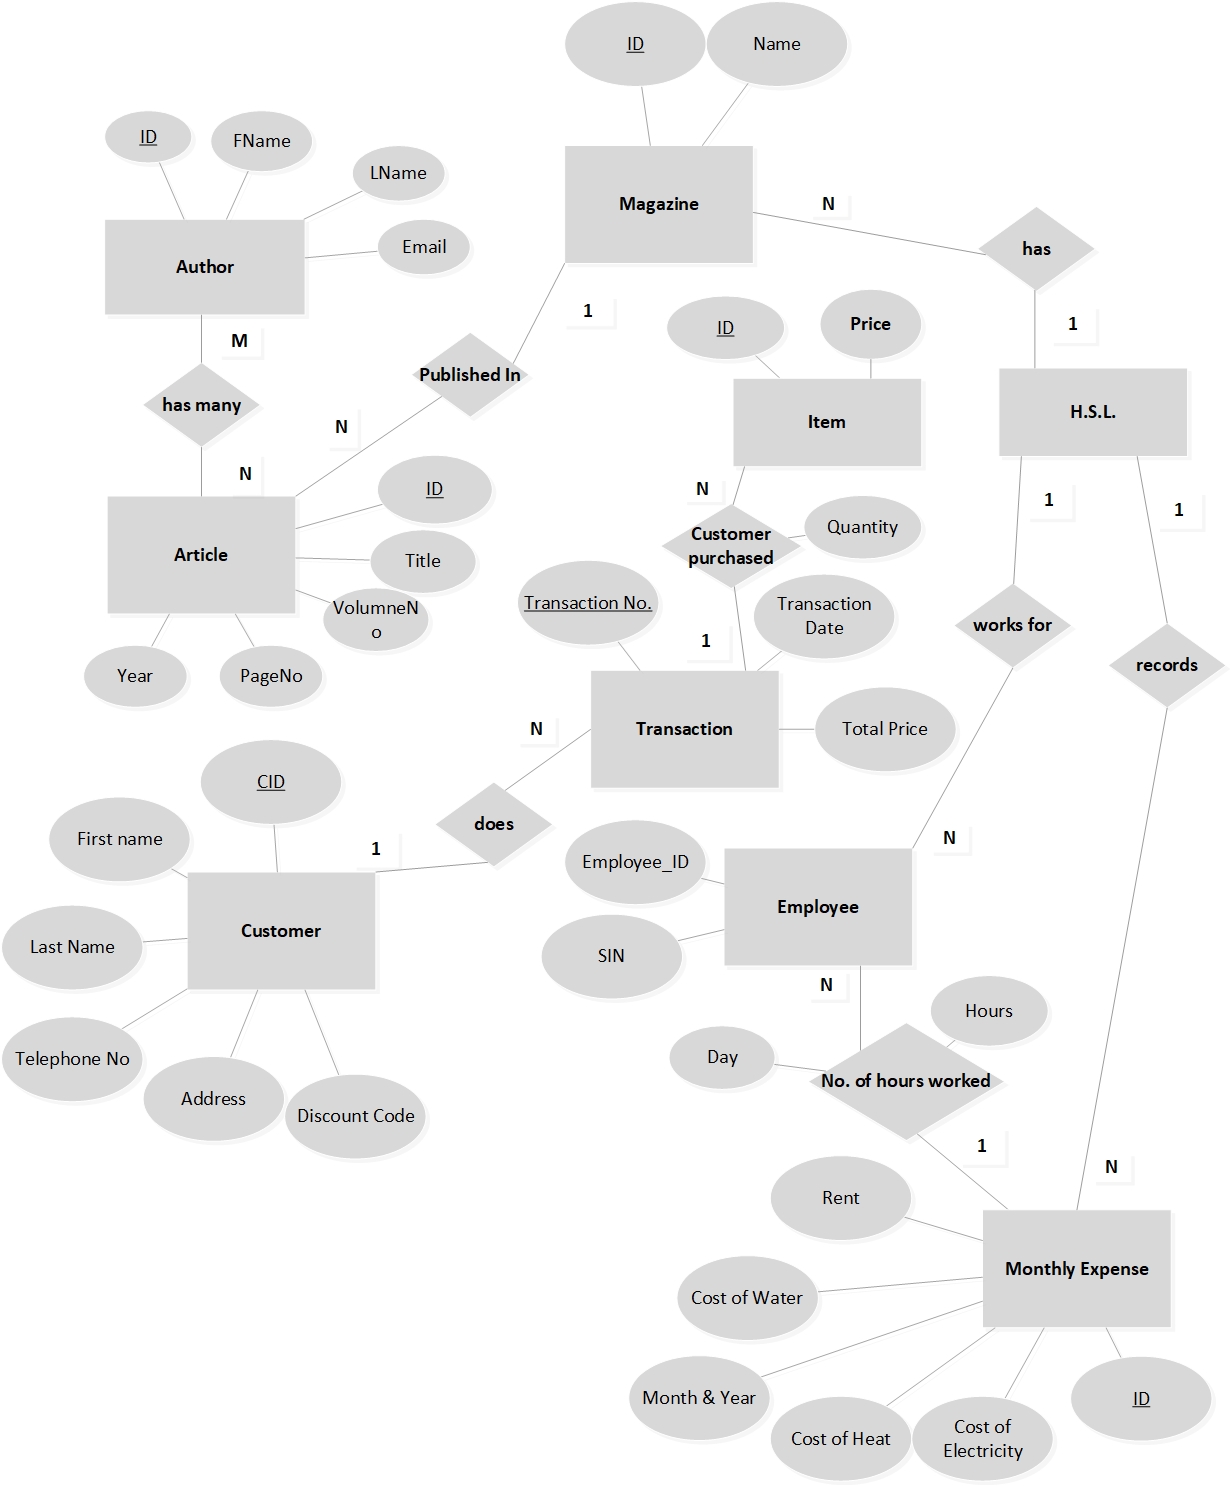 ID
Name
ID
FName
LName
Magazine
N
Email
has
Author
1
1
M
ID
Price
Published In
has many
Item
H.S.L.
N
N
ID
N
1
1
Quantity
Customer
purchased
Article
Title
VolumneN
o
Transaction No.
Transaction
Date
works for
1
records
Year
PageNo
N
Transaction
Total Price
CID
does
First name
1
N
Employee_ID
Employee
Customer
Last Name
SIN
N
Hours
Day
Telephone No
No. of hours worked
Address
Discount Code
1
N
Rent
Monthly Expense
Cost of Water
Month & Year
ID
Cost of Heat
Cost of
Electricity